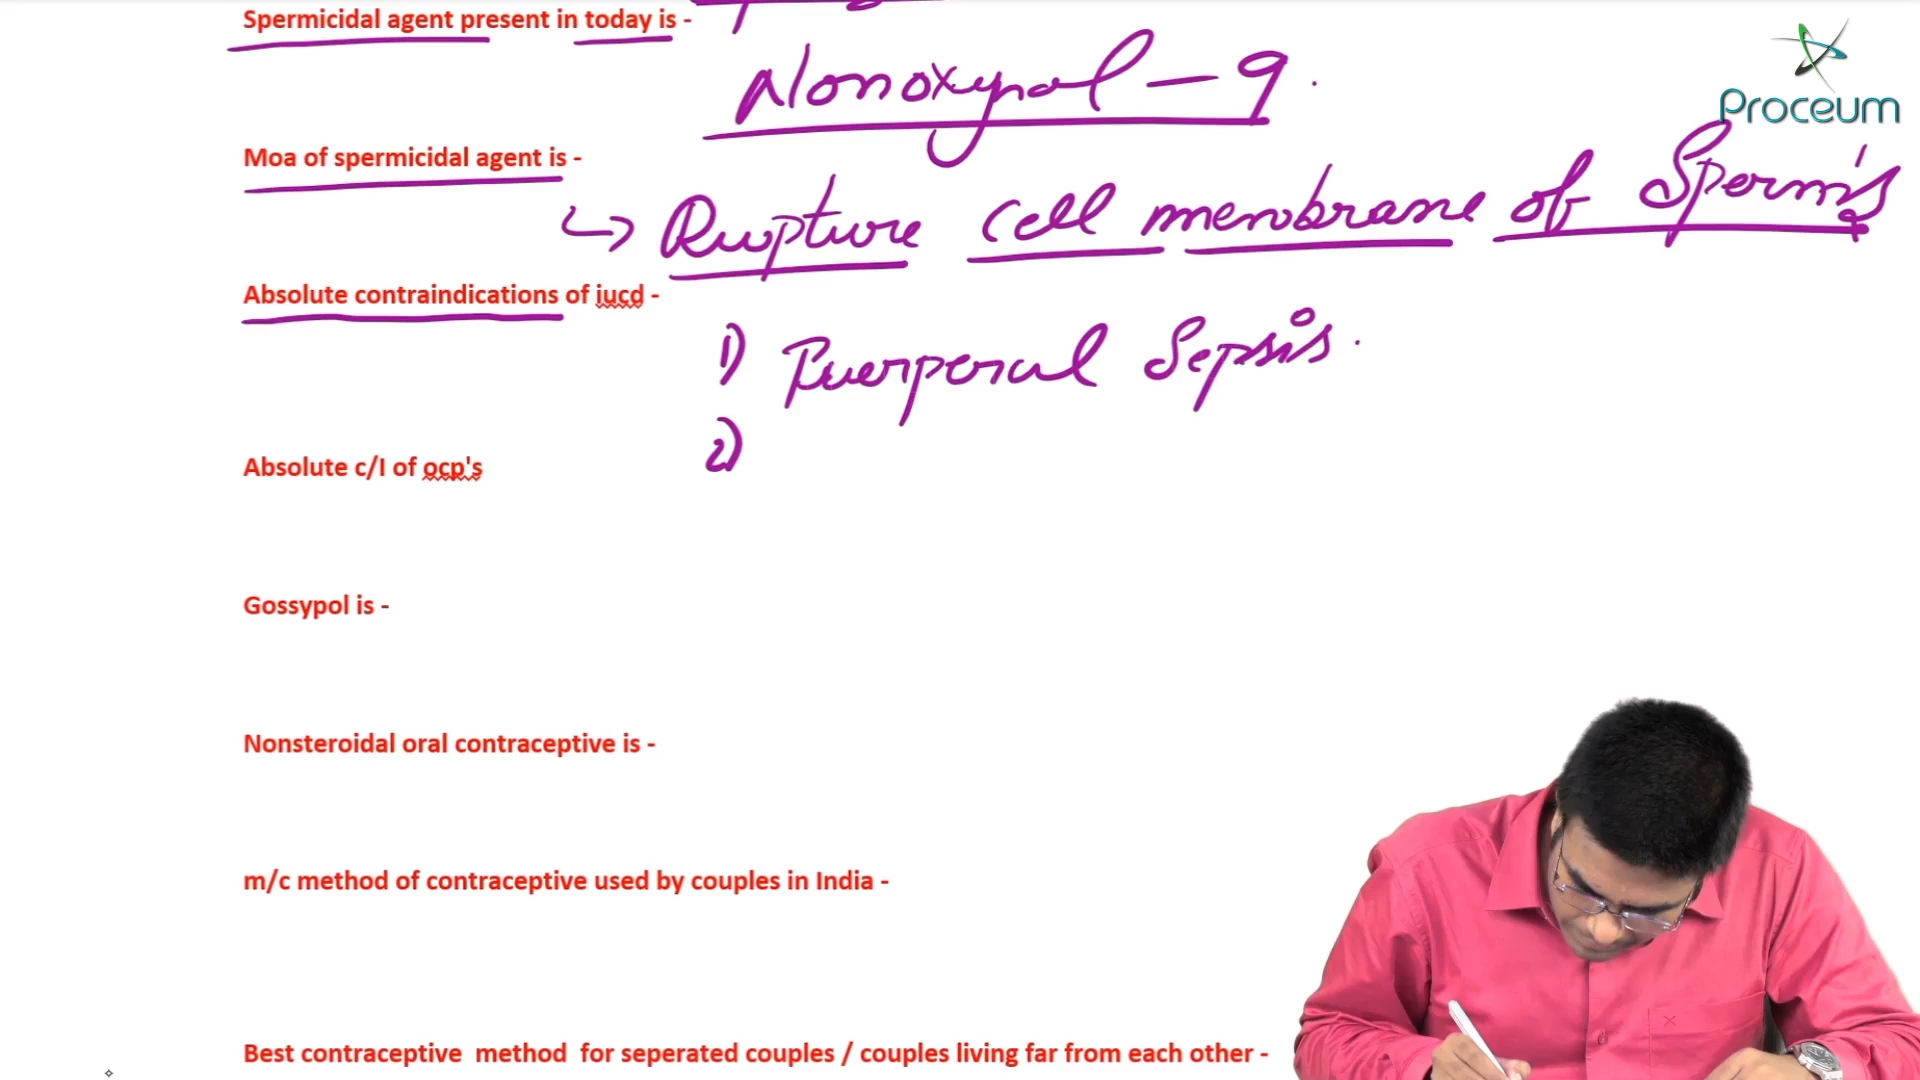 Spermicidal agent present in today is -
Nonoxynol - 9.
Proceum
Moa of spermicidal agent is -
↳ Rupture cell membrane of Sperm's
Absolute contraindications of iucd -
1) Puerperal Sepsis.
2)
Absolute c/I of ocp's
Gossypol is -
Nonsteroidal oral contraceptive is -
m/c method of contraceptive used by couples in India -
Best contraceptive method for seperated couples / couples living far from each other -